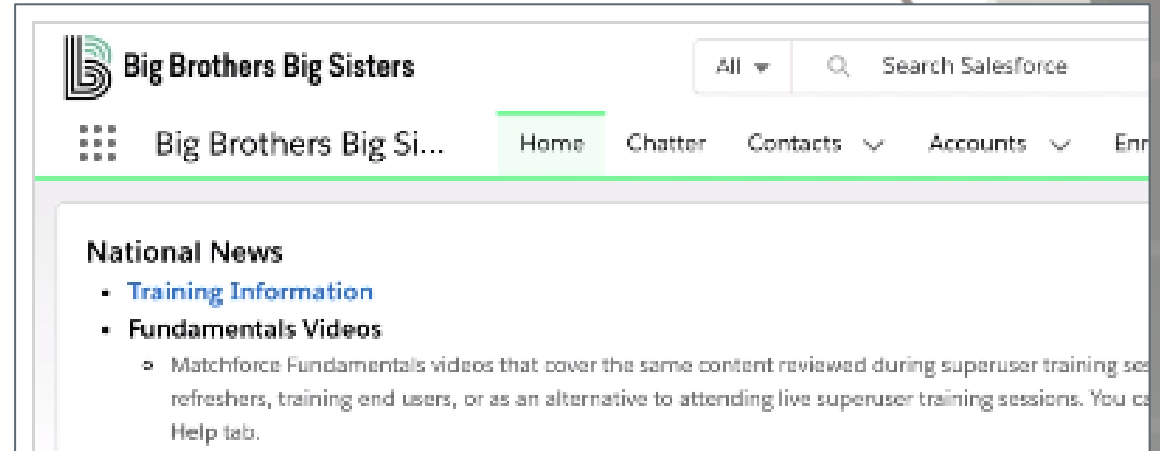 Big Brothers Big Sisters
All Search Salesforce
Big Brothers Big Si... Home Chatter Contacts Accounts
National News
• Training Information
• Fundamentals Videos
Matchforce Fundamentals videos that cover the same content reviewed during superuser training
refreshers, training end users, or as an alternative to attending live superuser training sessions. You
Help tab.